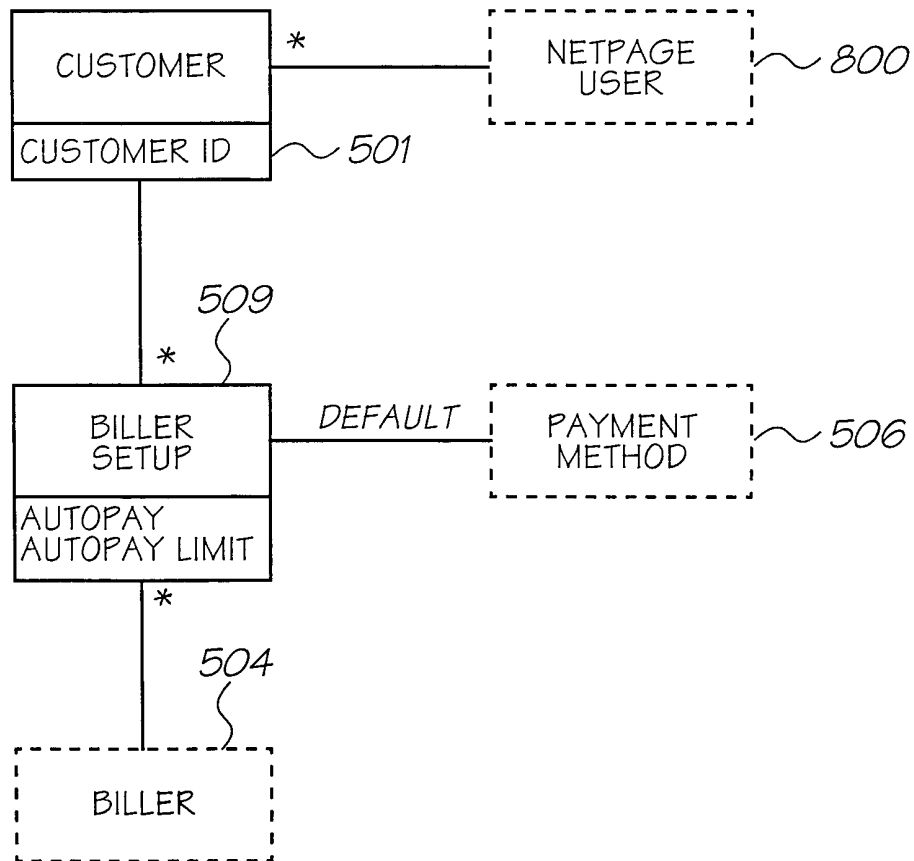 CUSTOMER
*
NETPAGE
USER
800
CUSTOMER ID
501
509
*
BILLER
SETUP
DEFAULT
PAYMENT
METHOD
506
AUTOPAY
AUTOPAY LIMIT
*
504
BILLER